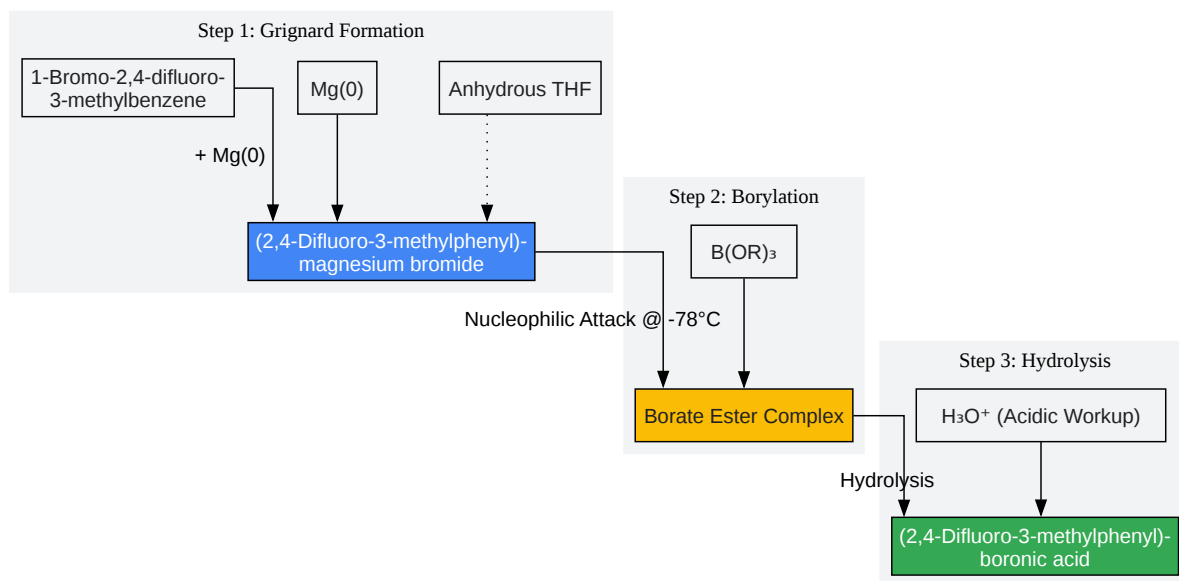 Step 1: Grignard Formation
1-Bromo-2,4-difluoro-
3-methylbenzene
Mg(0)
Anhydrous THF
+ Mg(0)
(2,4-Difluoro-3-methylphenyl)-
magnesium bromide
Step 2: Borylation
B(OR)₃
Nucleophilic Attack @ -78°C
Borate Ester Complex
Step 3: Hydrolysis
H₃O⁺ (Acidic Workup)
Hydrolysis
(2,4-Difluoro-3-methylphenyl)-
boronic acid